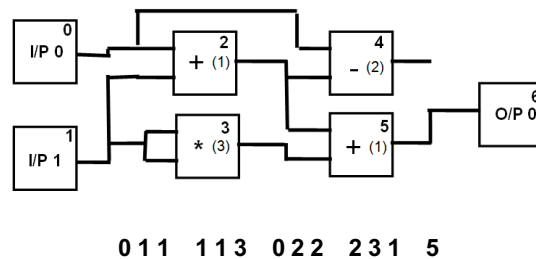 0
I/P 0
2
+ (1)
4
- (2)
6
O/P 0
1
I/P 1
3
* (3)
5
+ (1)
0 1 1 1 1 3 0 2 2 2 3 1 5